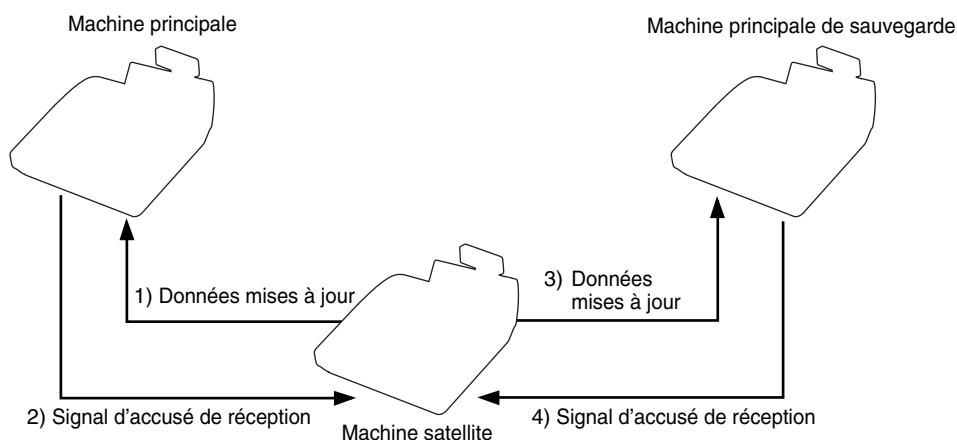 Machine principale
Machine principale de sauvegarde
1) Données mises à jour
3) Données
mises à jour
2) Signal d’accusé de réception
4) Signal d’accusé de réception
Machine satellite